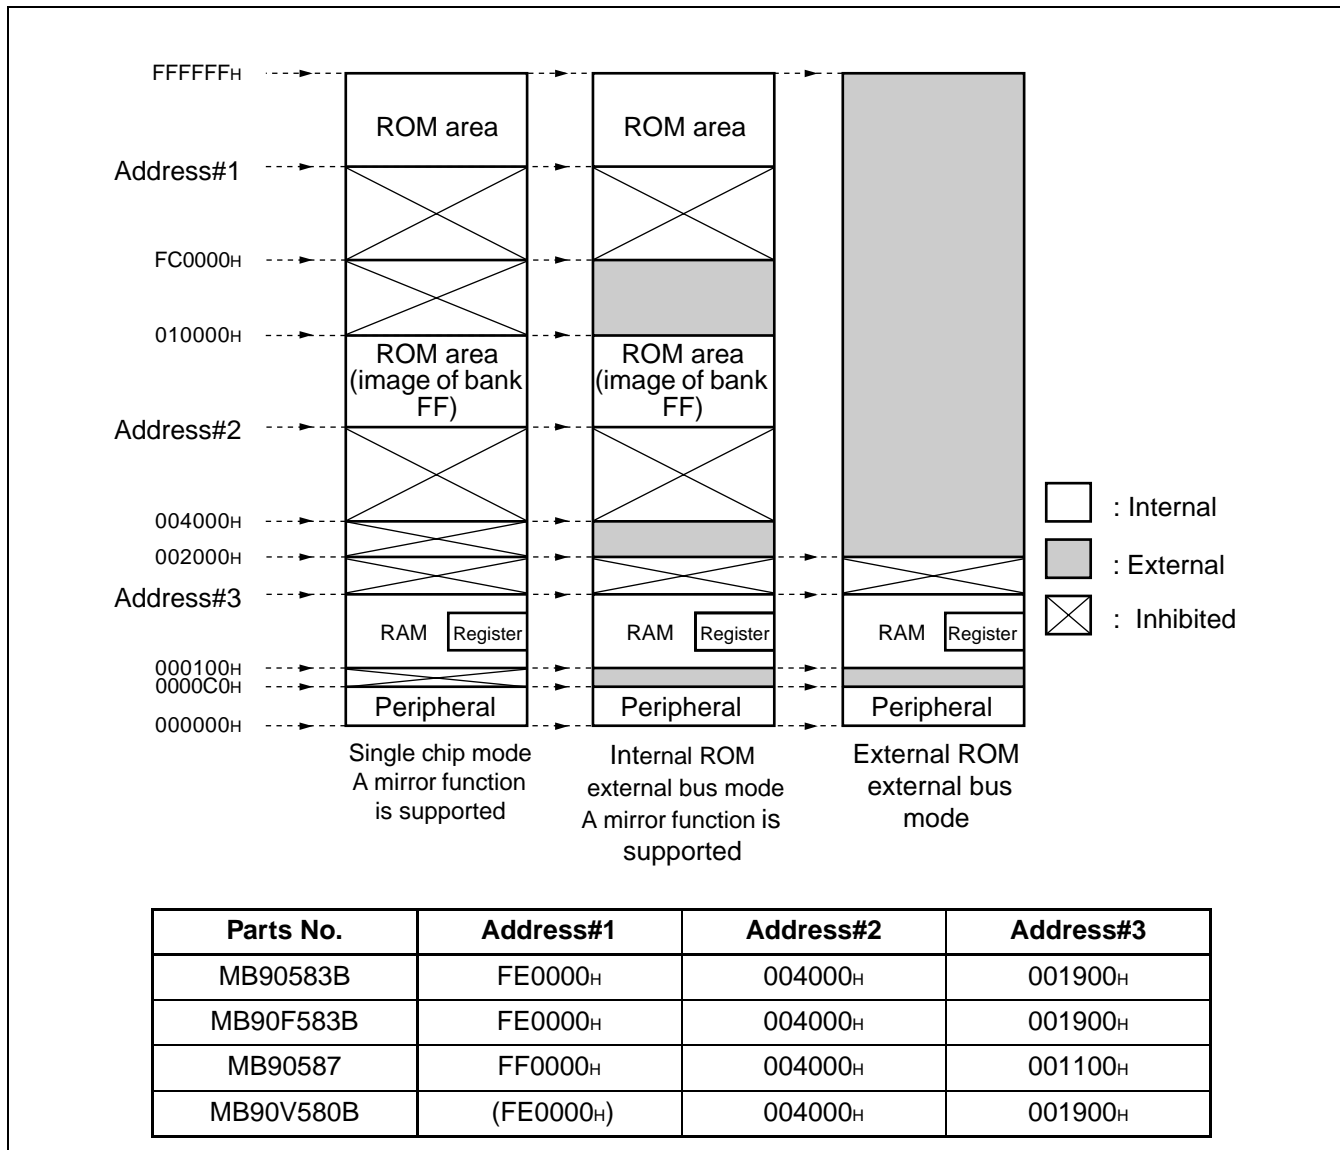 FFFFFFH
ROM area
ROM area
Address#1
FC0000H
010000H
ROM area
(image of bank
FF)
ROM area
(image of bank
FF)
Address#2
004000H
: Internal
002000H
: External
Address#3
: Inhibited
RAM
Register
RAM
Register
RAM
Register
000100H
0000C0H
Peripheral
Peripheral
Peripheral
000000H
Single chip mode
A mirror function
is supported
Internal ROM
external bus mode
A mirror function is
supported
External ROM
external bus
mode
Parts No. Address#1 Address#2 Address#3
MB90583B FE0000H 004000H 001900H
MB90F583B FE0000H 004000H 001900H
MB90587 FF0000H 004000H 001100H
MB90V580B (FE0000H) 004000H 001900H